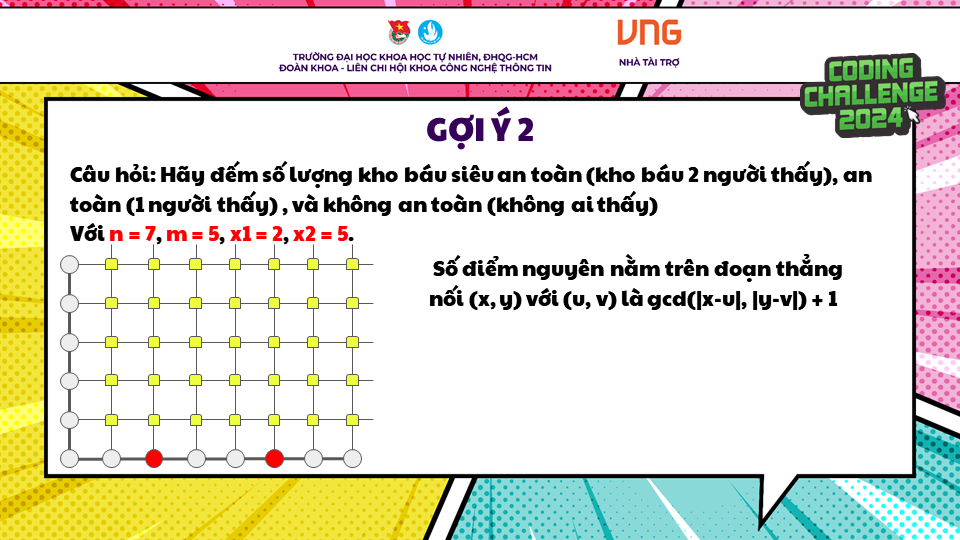 TRƯỜNG ĐẠI HỌC KHOA HỌC TỰ NHIÊN, ĐHQG-HCM
ĐOÀN KHOA - LIÊN CHI HỘI KHOA CÔNG NGHỆ THÔNG TIN
VNG
NHÀ TÀI TRỢ
CODING
CHALLENGE
2024
GỢI Ý 2
Câu hỏi: Hãy đếm số lượng kho báu siêu an toàn (kho báu 2 người thấy), an
toàn (1 người thấy) , và không an toàn (không ai thấy)
Với n = 7, m = 5, x1 = 2, x2 = 5.
Số điểm nguyên nằm trên đoạn thẳng
nối (x, y) với (u, v) là gcd(|x-u|, |y-v|) + 1